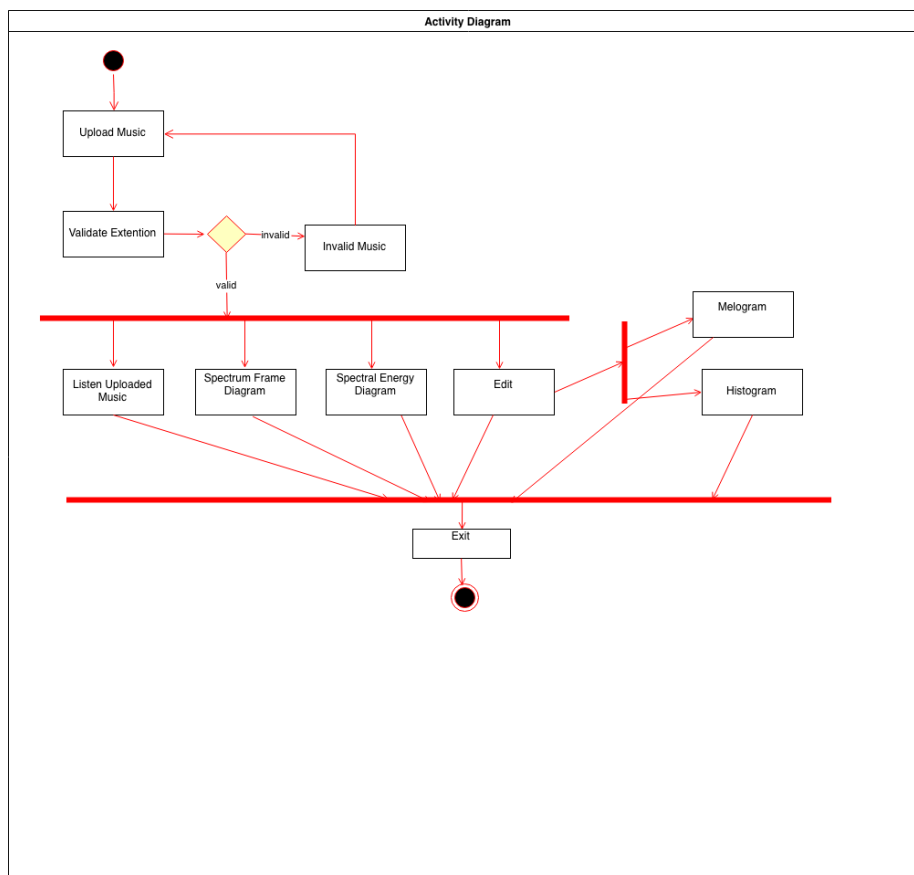 Activity Diagram
Upload Music
Validate Extention
invalid
Invalid Music
valid
Melogram
Listen Uploaded
Music
Spectrum Frame
Diagram
Spectral Energy
Diagram
Edit
Histogram
Exit